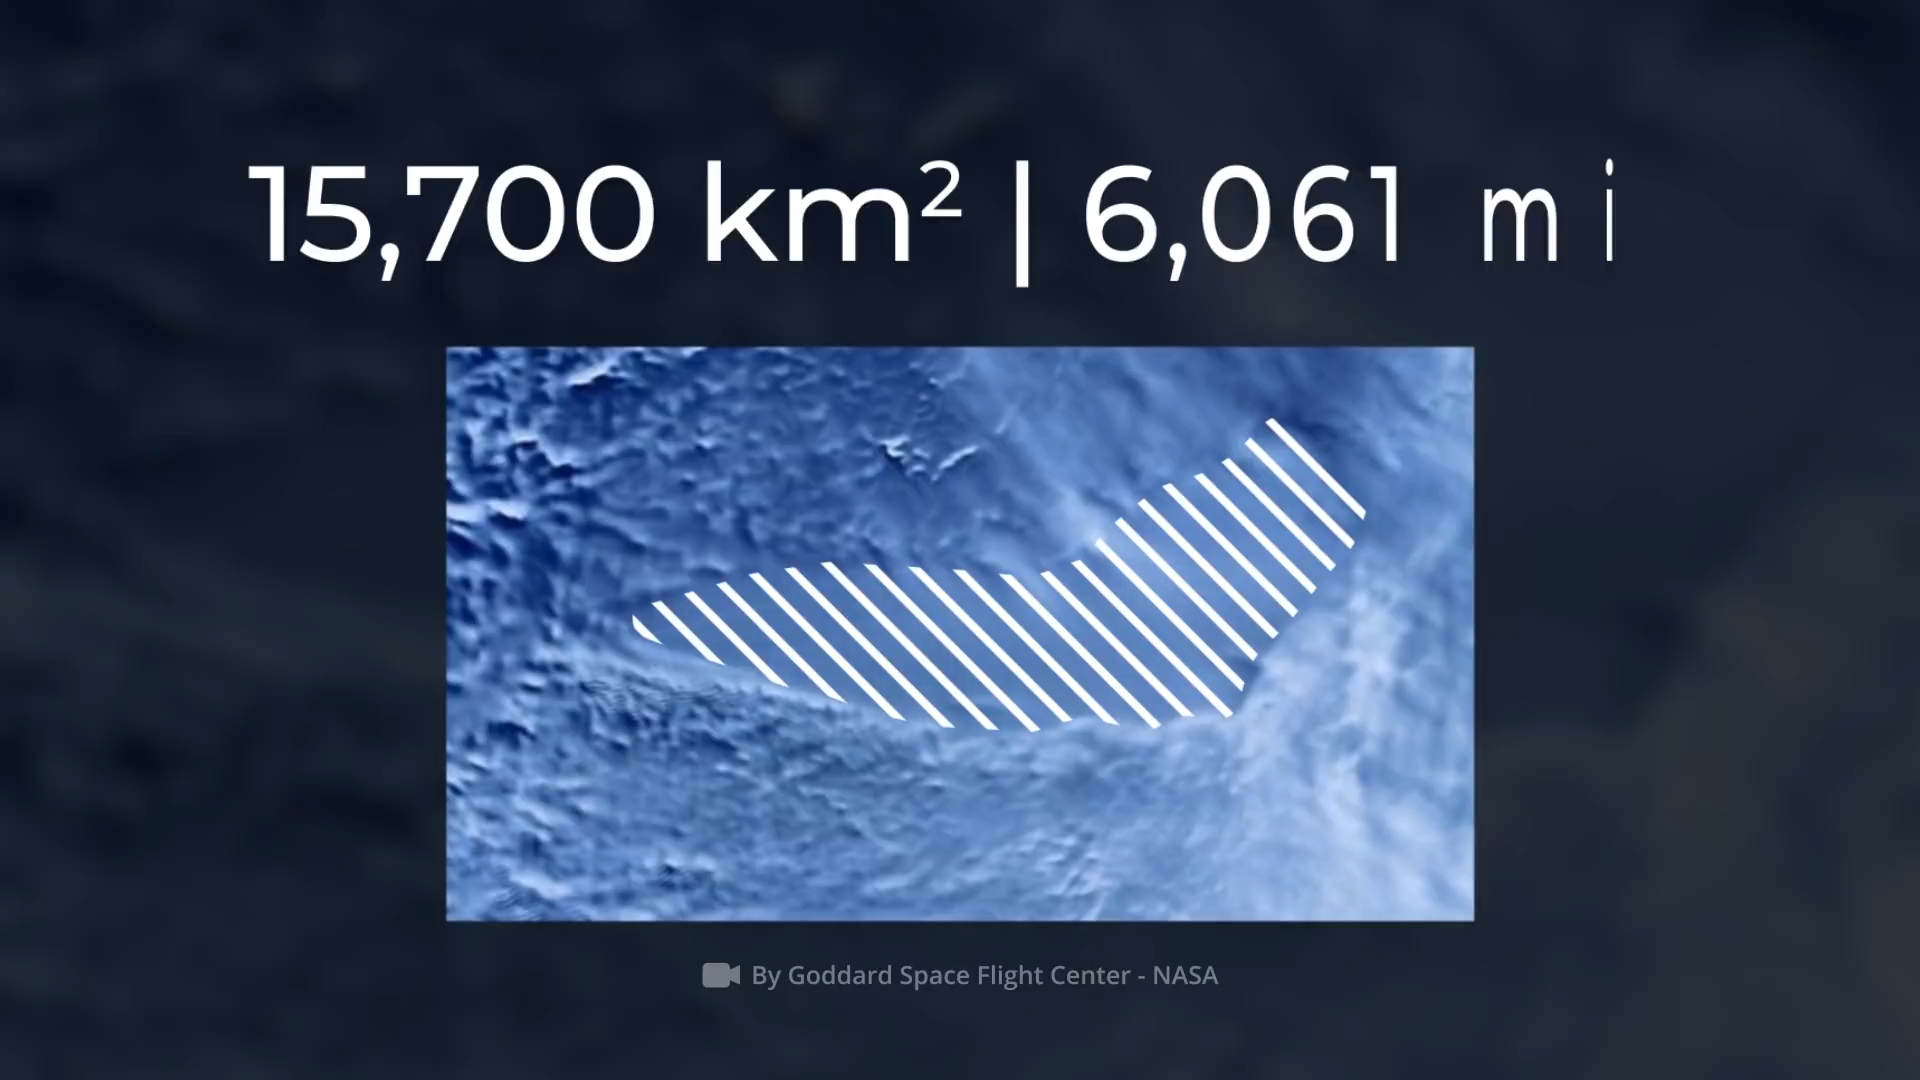 15,700 km² | 6,061 mi
By Goddard Space Flight Center - NASA